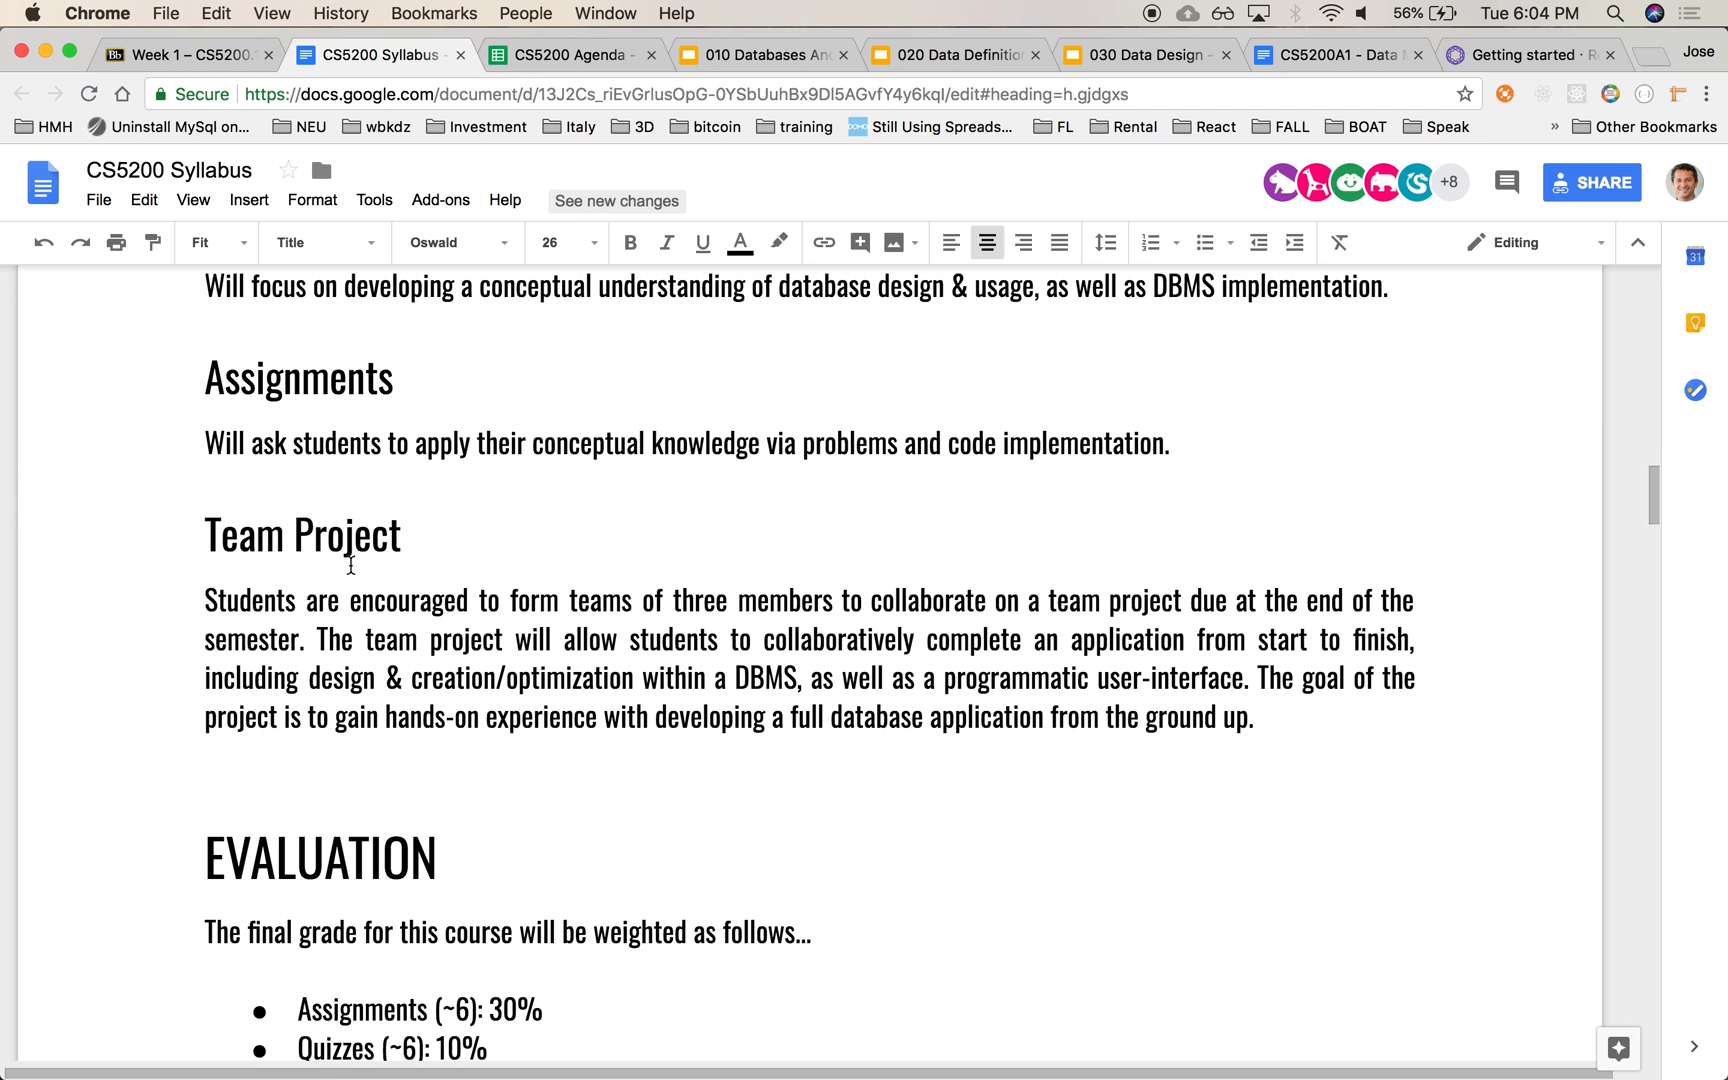 Chrome File Edit View History Bookmarks People Window Help 56% Tue 6:04 PM
Week 1 – CS5200.1 CS5200 Syllabus - CS5200 Agenda - 010 Databases An 020 Data Definition 030 Data Design - CS5200A1 - Data M Getting started · R Jose
Secure https://docs.google.com/document/d/13J2Cs_riEvGrlusOpG-0YSbUuhBx9Dl5AGvfY4y6kqI/edit#heading=h.gjdgxs
HMH Uninstall MySql on... NEU wbkdz Investment Italy 3D bitcoin training DOMO Still Using Spreads... FL Rental React FALL BOAT Speak » Other Bookmarks
CS5200 Syllabus
+8 SHARE
File Edit View Insert Format Tools Add-ons Help See new changes
Fit Title Oswald 26 B I U A Editing
31
Will focus on developing a conceptual understanding of database design & usage, as well as DBMS implementation.
Assignments
Will ask students to apply their conceptual knowledge via problems and code implementation.
Team Project
Students are encouraged to form teams of three members to collaborate on a team project due at the end of the
semester. The team project will allow students to collaboratively complete an application from start to finish,
including design & creation/optimization within a DBMS, as well as a programmatic user-interface. The goal of the
project is to gain hands-on experience with developing a full database application from the ground up.
EVALUATION
The final grade for this course will be weighted as follows...
● Assignments (~6): 30%
● Quizzes (~6): 10%